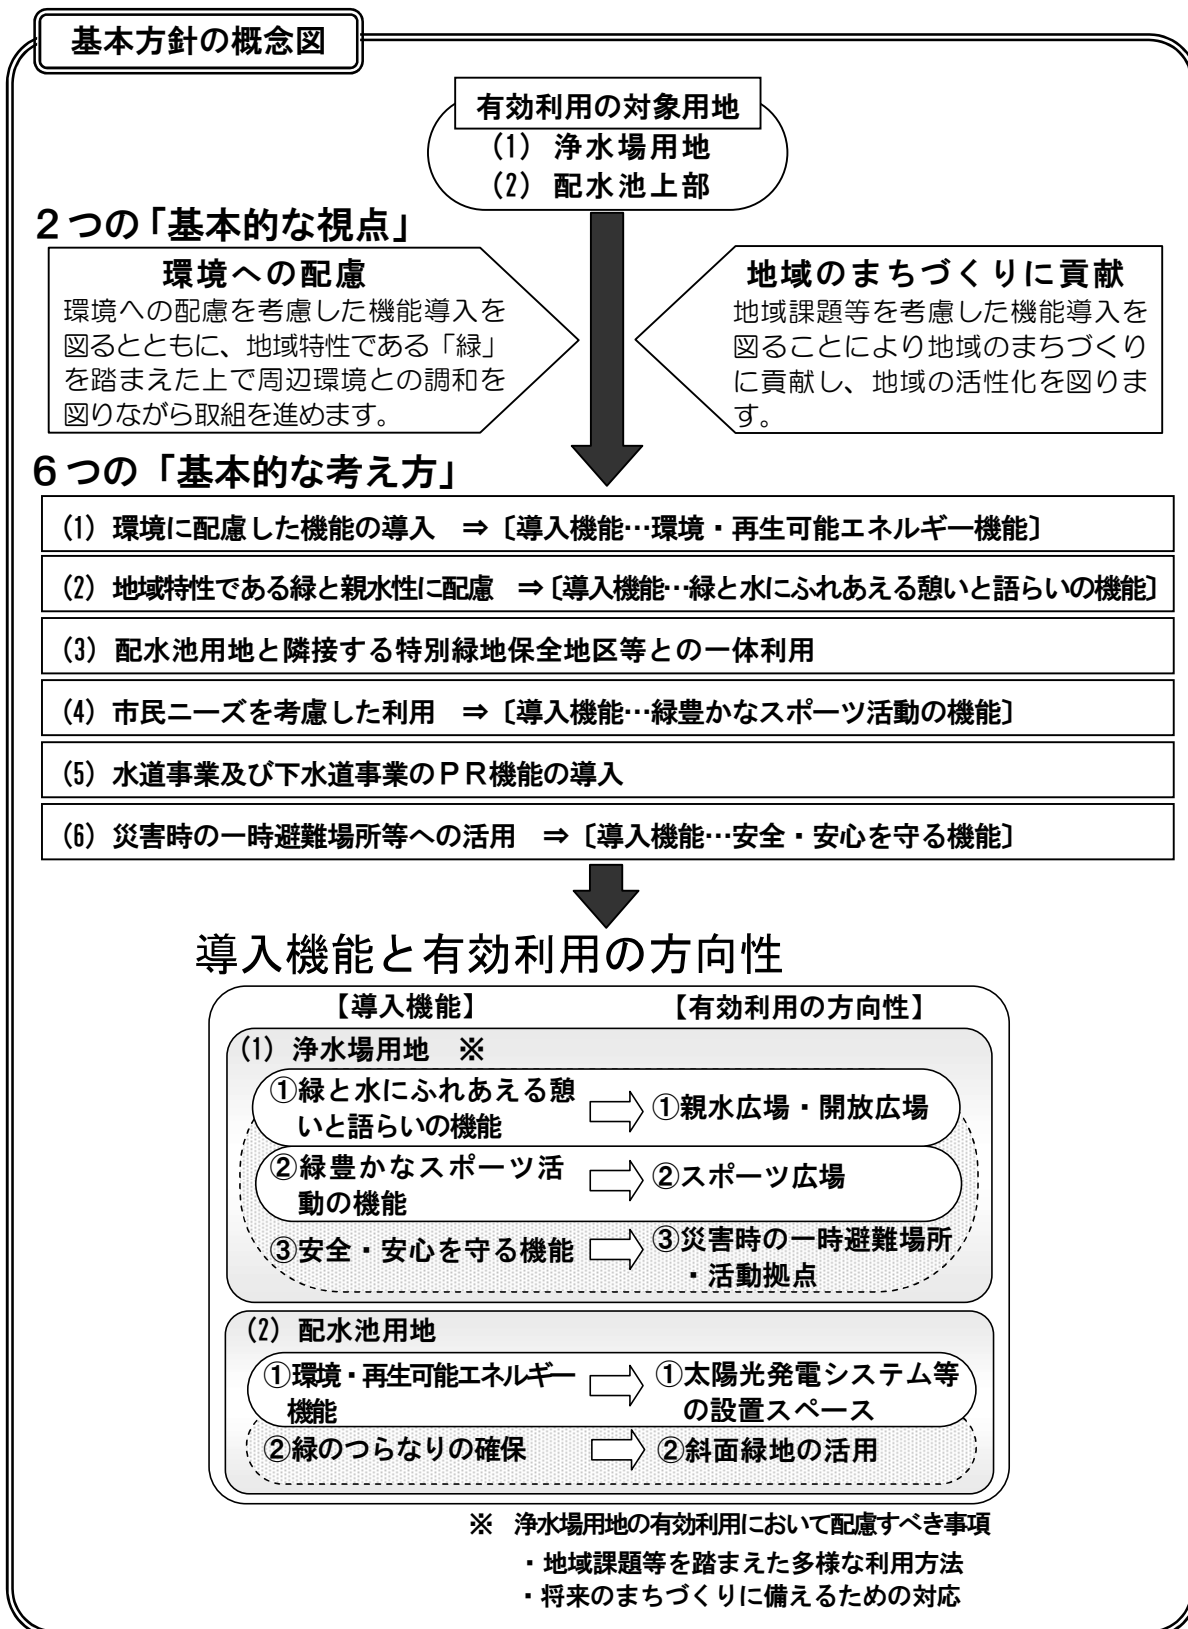 基本方針の概念図
有効利用の対象用地
(1) 浄水場用地
(2) 配水池上部
２つの「基本的な視点」
環境への配慮
環境への配慮を考慮した機能導入を
図るとともに、地域特性である「緑」
を踏まえた上で周辺環境との調和を
図りながら取組を進めます。
地域のまちづくりに貢献
地域課題等を考慮した機能導入を
図ることにより地域のまちづくり
に貢献し、地域の活性化を図りま
す。
６つの「基本的な考え方」
(1) 環境に配慮した機能の導入　⇒〔導入機能…環境・再生可能エネルギー機能〕
(2) 地域特性である緑と親水性に配慮　⇒〔導入機能…緑と水にふれあえる憩いと語らいの機能〕
(3) 配水池用地と隣接する特別緑地保全地区等との一体利用
(4) 市民ニーズを考慮した利用　⇒〔導入機能…緑豊かなスポーツ活動の機能〕
(5) 水道事業及び下水道事業のＰＲ機能の導入
(6) 災害時の一時避難場所等への活用　⇒〔導入機能…安全・安心を守る機能〕
導入機能と有効利用の方向性
【導入機能】
【有効利用の方向性】
(1) 浄水場用地　※
①緑と水にふれあえる憩
いと語らいの機能
①親水広場・開放広場
②緑豊かなスポーツ活
動の機能
②スポーツ広場
③安全・安心を守る機能
③災害時の一時避難場所
・活動拠点
(2) 配水池用地
①環境・再生可能エネルギー
機能
①太陽光発電システム等
の設置スペース
②緑のつらなりの確保
②斜面緑地の活用
※　浄水場用地の有効利用において配慮すべき事項
・地域課題等を踏まえた多様な利用方法
・将来のまちづくりに備えるための対応